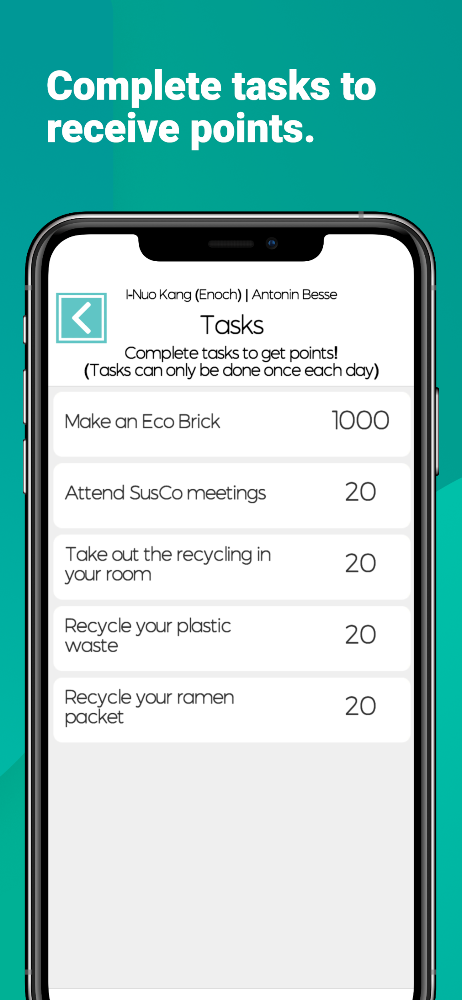 Complete tasks to
receive points.
I-Nuo Kang (Enoch) | Antonin Besse
Tasks
Complete tasks to get points!
(Tasks can only be done once each day)
Make an Eco Brick
1000
Attend SusCo meetings
20
Take out the recycling in
your room
20
Recycle your plastic
waste
20
Recycle your ramen
packet
20